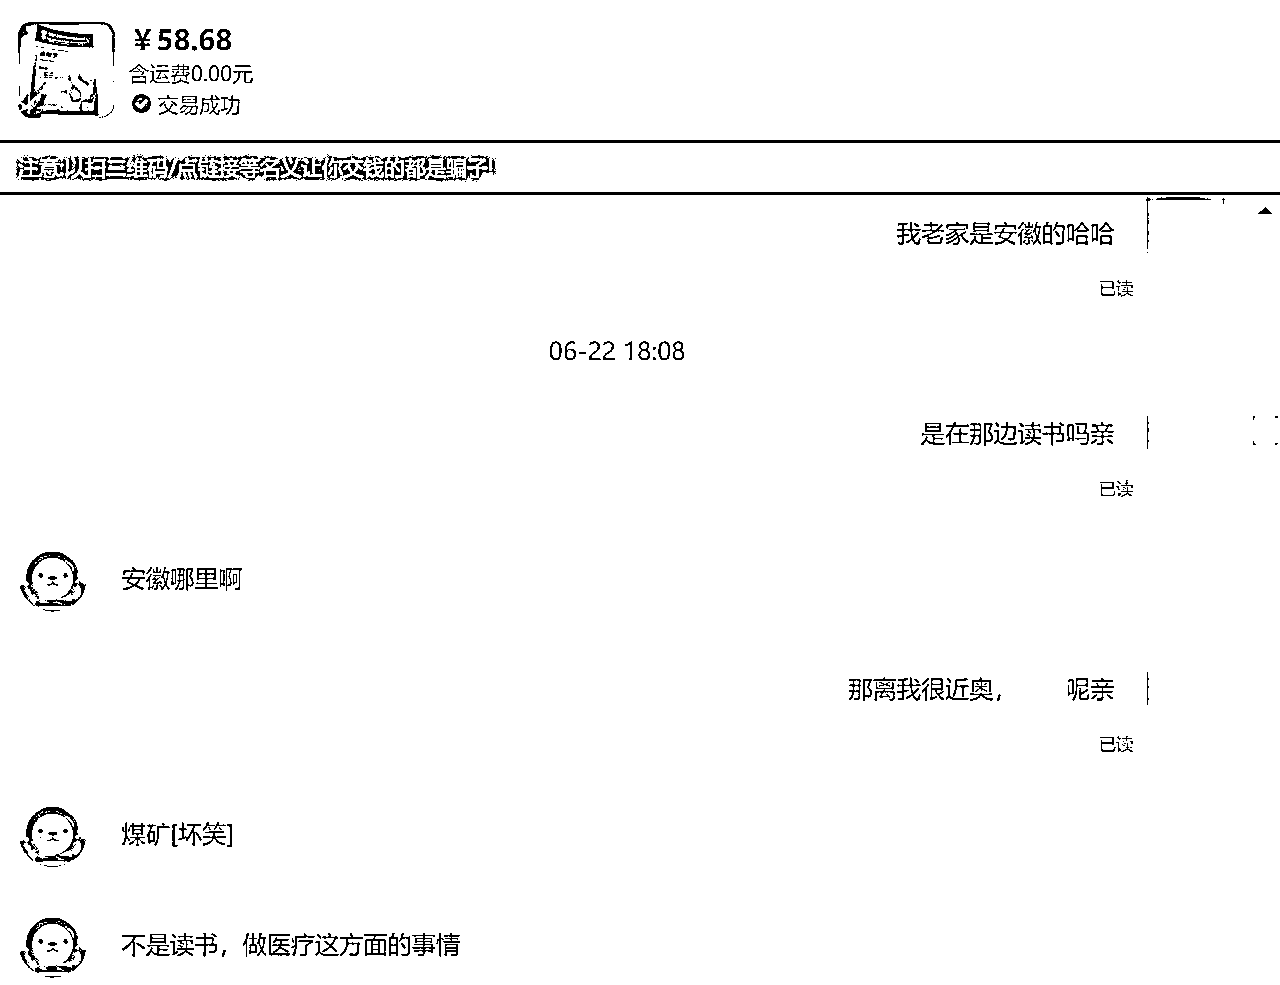 ￥58.68
含运费0.00元
交易成功
注意!以扫二维码/点链接等名义让你交钱的都是骗子!
我老家是安徽的哈哈
已读
06-22 18:08
是在那边读书吗亲
已读
安徽哪里啊
那离我很近奥， 呢亲
已读
煤矿[坏笑]
不是读书，做医疗这方面的事情